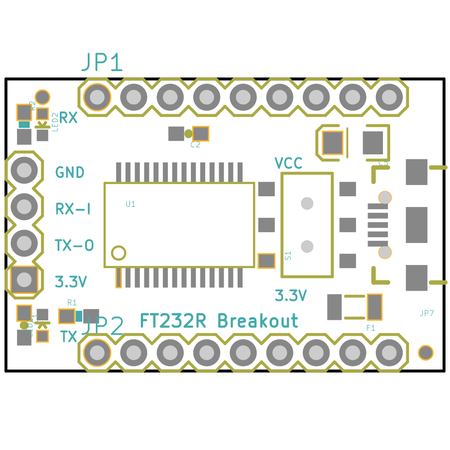 JP1
R2
RX
LED2
C2
VCC
GND
RX-I
U1
TX-O
S1
3.3V
3.3V
R1
JP2
FT232R Breakout
JP7
TX
F1